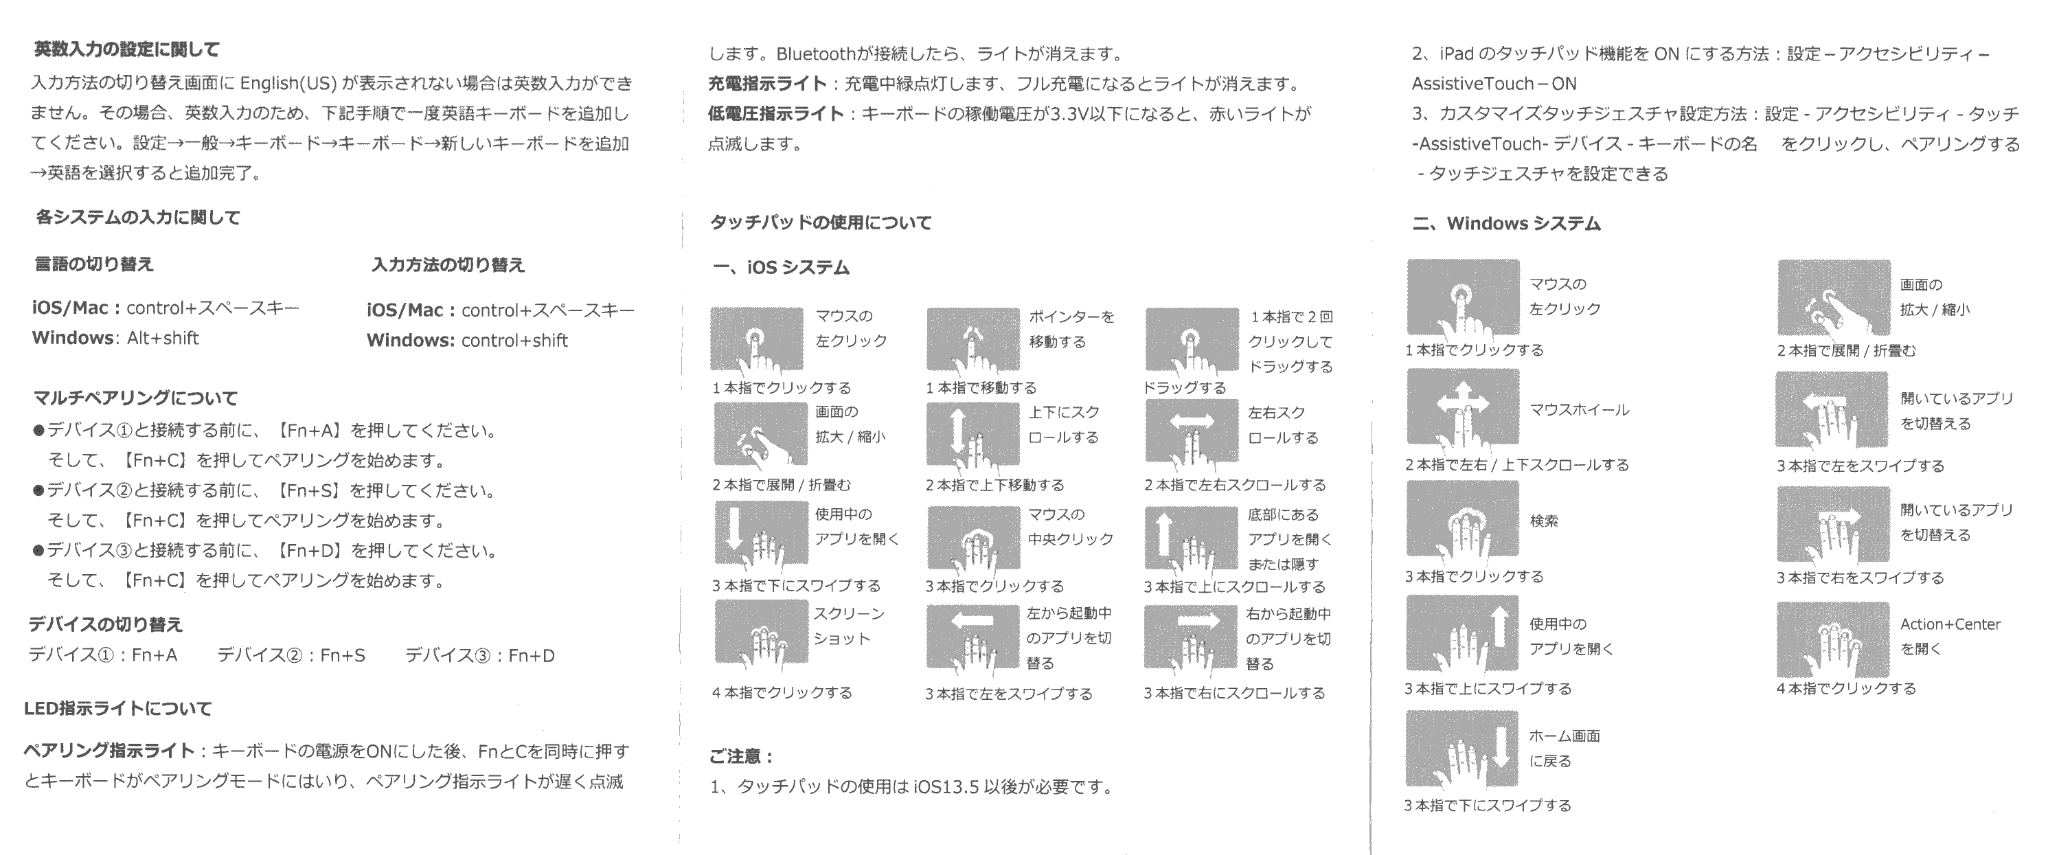 英数入力の設定に関して
入力方法の切り替え画面に English(US) が表示されない場合は英数入力ができ
ません。その場合、英数入力のため、下記手順で一度英語キーボードを追加し
てください。設定→一般→キーボード→キーボード→新しいキーボードを追加
→英語を選択すると追加完了。
各システムの入力に関して
言語の切り替え
iOS/Mac : control+スペースキー
Windows: Alt+shift
入力方法の切り替え
iOS/Mac : control+スペースキー
Windows: control+shift
マルチペアリングについて
●デバイス①と接続する前に、【Fn+A】を押してください。
そして、【Fn+C】を押してペアリングを始めます。
●デバイス②と接続する前に、【Fn+S】を押してください。
そして、【Fn+C】を押してペアリングを始めます。
●デバイス③と接続する前に、【Fn+D】を押してください。
そして、【Fn+C】を押してペアリングを始めます。
デバイスの切り替え
デバイス①:Fn+A デバイス②:Fn+S デバイス③:Fn+D
LED指示ライトについて
ペアリング指示ライト:キーボードの電源をONにした後、FnとCを同時に押す
とキーボードがペアリングモードにはいり、ペアリング指示ライトが遅く点滅
します。Bluetoothが接続したら、ライトが消えます。
充電指示ライト:充電中緑点灯します、フル充電になるとライトが消えます。
低電圧指示ライト:キーボードの稼働電圧が3.3V以下になると、赤いライトが
点滅します。
タッチパッドの使用について
一、iOS システム
マウスの
左クリック
1本指でクリックする
ポインターを
移動する
1本指で移動する
1本指で2回
クリックして
ドラッグする
ドラッグする
画面の
拡大 / 縮小
2本指で展開 / 折畳む
上下にスク
ロールする
2本指で上下移動する
左右スク
ロールする
2本指で左右スクロールする
使用中の
アプリを開く
3本指で下にスワイプする
マウスの
中央クリック
3本指でクリックする
底部にある
アプリを開く
または隠す
3本指で上にスクロールする
スクリーン
ショット
4本指でクリックする
左から起動中
のアプリを切
替る
3本指で左をスワイプする
右から起動中
のアプリを切
替る
3本指で右にスクロールする
ご注意:
1、タッチパッドの使用は iOS13.5 以後が必要です。
2、iPad のタッチパッド機能を ON にする方法:設定－アクセシビリティ－
AssistiveTouch－ON
3、カスタマイズタッチジェスチャ設定方法:設定 - アクセシビリティ - タッチ
-AssistiveTouch- デバイス - キーボードの名 をクリックし、ペアリングする
- タッチジェスチャを設定できる
二、Windows システム
マウスの
左クリック
1本指でクリックする
画面の
拡大 / 縮小
2本指で展開 / 折畳む
マウスホイール
2本指で左右 / 上下スクロールする
開いているアプリ
を切替える
3本指で左をスワイプする
検索
3本指でクリックする
開いているアプリ
を切替える
3本指で右をスワイプする
使用中の
アプリを開く
3本指で上にスワイプする
Action+Center
を開く
4本指でクリックする
ホーム画面
に戻る
3本指で下にスワイプする